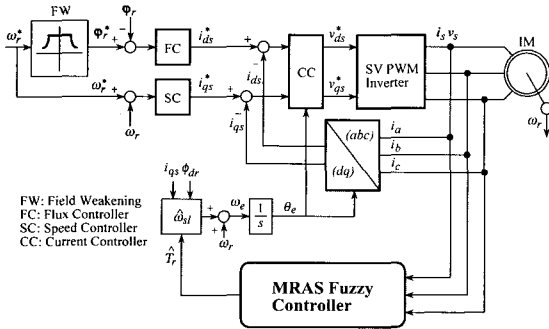 FW
φr
ωr*
φr*
FC
ids*
vds*
is vs
IM
ωr*
SC
iqs*
CC
vqs*
SV PWM
Inverter
ωr
ids
iqs
ωr
(abc)
(dq)
ia
ib
ic
iqs ϕdr
FW: Field Weakening
FC: Flux Controller
SC: Speed Controller
CC: Current Controller
ω̂sl
ωe
1/s
θe
ωr
T̂r
MRAS Fuzzy
Controller